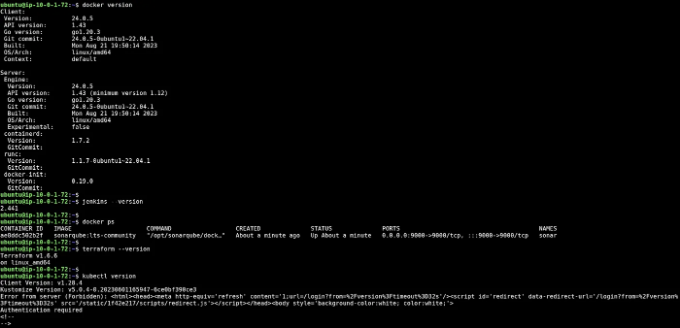 ubuntu@ip-10-0-1-72:~$ docker version
Client:
Version: 24.0.5
API version: 1.43
Go version: go1.20.3
Git commit: 24.0.5-0ubuntu1~22.04.1
Built: Mon Aug 21 19:50:14 2023
OS/Arch: linux/amd64
Context: default
Server:
Engine:
Version: 24.0.5
API version: 1.43 (minimum version 1.12)
Go version: go1.20.3
Git commit: 24.0.5-0ubuntu1~22.04.1
Built: Mon Aug 21 19:50:14 2023
OS/Arch: linux/amd64
Experimental: false
containerd:
Version: 1.7.2
GitCommit:
runc:
Version: 1.1.7-0ubuntu1~22.04.1
GitCommit:
docker-init:
Version: 0.19.0
GitCommit:
ubuntu@ip-10-0-1-72:~$
ubuntu@ip-10-0-1-72:~$ jenkins --version
2.441
ubuntu@ip-10-0-1-72:~$
ubuntu@ip-10-0-1-72:~$ docker ps
CONTAINER ID IMAGE COMMAND CREATED STATUS PORTS NAMES
ae0ddc502b2f sonarqube:lts-community "/opt/sonarqube/dock…" About a minute ago Up About a minute 0.0.0.0:9000->9000/tcp, :::9000->9000/tcp sonar
ubuntu@ip-10-0-1-72:~$
ubuntu@ip-10-0-1-72:~$ terraform --version
Terraform v1.6.6
on linux_amd64
ubuntu@ip-10-0-1-72:~$
ubuntu@ip-10-0-1-72:~$ kubectl version
Client Version: v1.28.4
Kustomize Version: v5.0.4-0.20230601165947-6ce0bf390ce3
Error from server (Forbidden): <html><head><meta http-equiv='refresh' content='1;url=/login?from=%2Fversion%3Ftimeout%3D32s'/><script id='redirect' data-redirect-url='/login?from=%2Fversion%
3Ftimeout%3D32s' src='/static/1f42e217/scripts/redirect.js'></script></head><body style='background-color:white; color:white;'>
Authentication required
<!--
-->